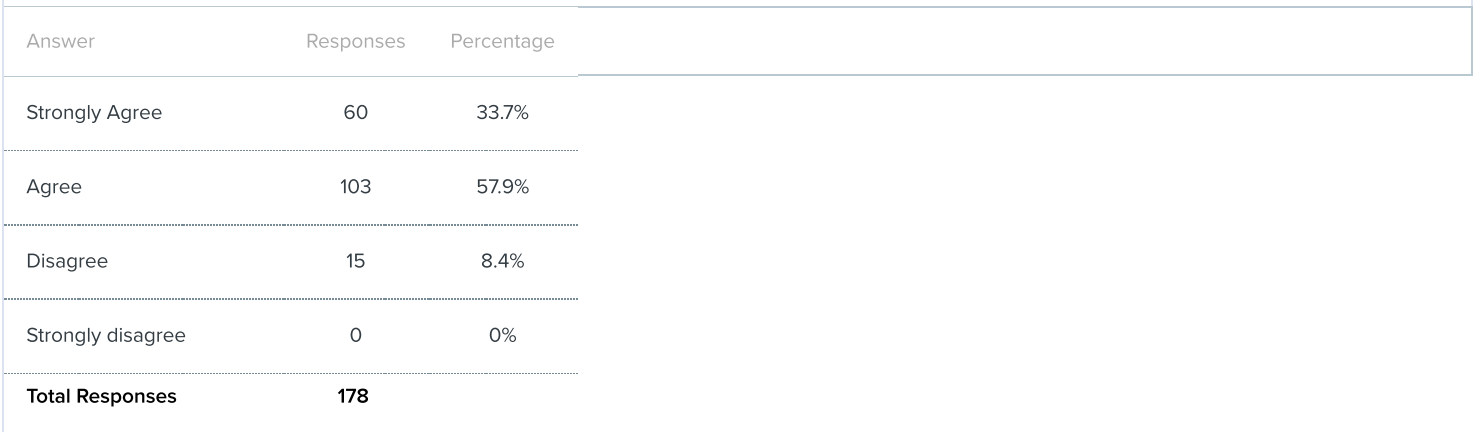 Answer Responses Percentage
Strongly Agree 60 33.7%
Agree 103 57.9%
Disagree 15 8.4%
Strongly disagree 0 0%
Total Responses 178